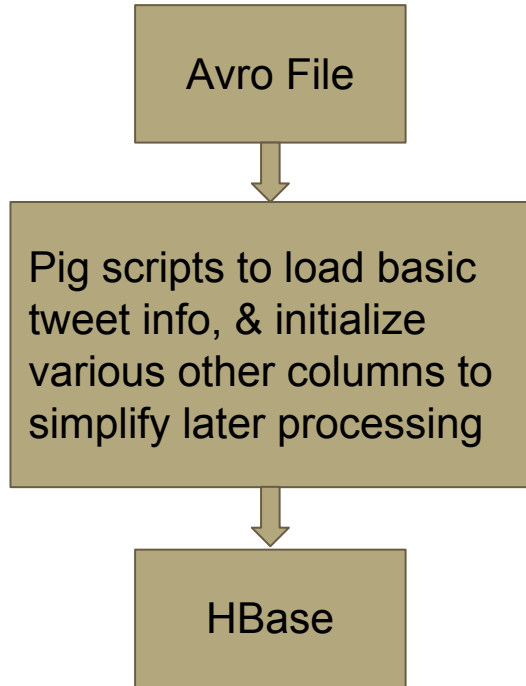 Avro File
Pig scripts to load basic
tweet info, & initialize
various other columns to
simplify later processing
HBase